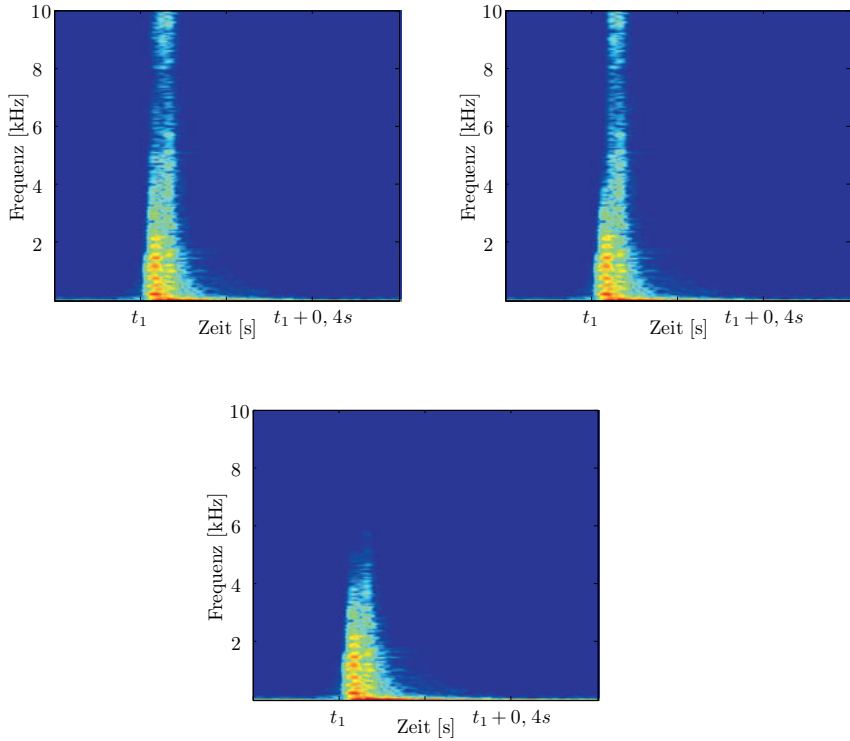 10
8
6
4
2
Frequenz [kHz]
t₁
t₁ + 0, 4s
Zeit [s]
10
8
6
4
2
Frequenz [kHz]
t₁
t₁ + 0, 4s
Zeit [s]
10
8
6
4
2
Frequenz [kHz]
t₁
t₁ + 0, 4s
Zeit [s]